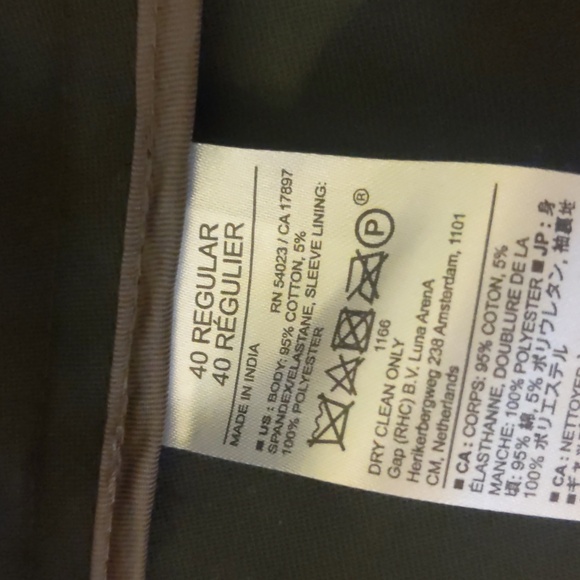 40 REGULAR
40 RÉGULIER
MADE IN INDIA
RN 54023 / CA 17897
■ US : BODY: 95% COTTON, 5%
SPANDEX/ELASTANE, SLEEVE LINING:
100% POLYESTER
P ®
1166
DRY CLEAN ONLY
Gap (RHC) B.V. Luna ArenA
Herikerbergweg 238 Amsterdam, 1101
CM, Netherlands
■ CA : CORPS: 95% COTON, 5%
ÉLASTHANNE, DOUBLURE DE LA
MANCHE: 100% POLYESTER ■ JP : 身
頃: 95% 綿, 5% ポリウレタン, 袖裏地
100% ポリエステル
■ CA : NETTOYER